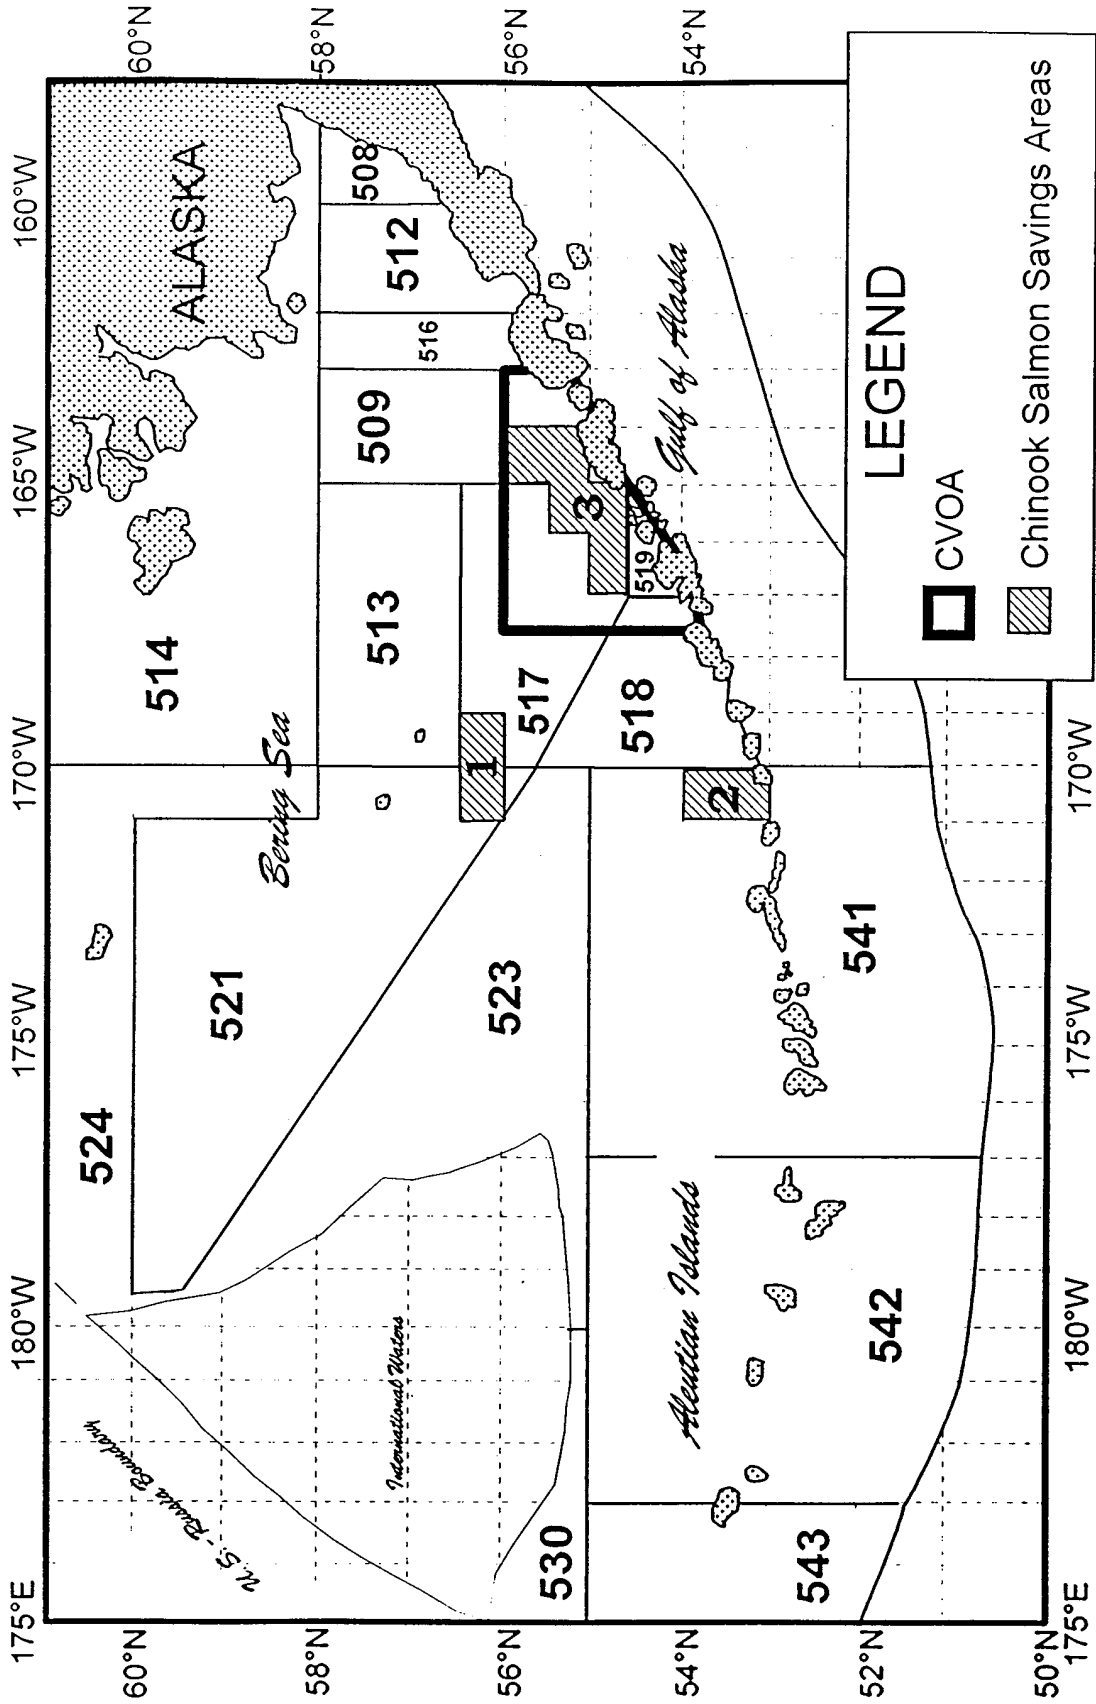 175°E
180°W
175°W
170°W
165°W
160°W
60°N
58°N
56°N
54°N
52°N
50°N
60°N
58°N
56°N
54°N
175°E
180°W
175°W
170°W
165°W
160°W
U.S.-Russia Boundary
International Waters
Bering Sea
ALASKA
Aleutian Islands
Gulf of Alaska
524
521
514
513
509
516
512
508
517
518
519
523
530
541
542
543
1
2
3
LEGEND
CVOA
Chinook Salmon Savings Areas